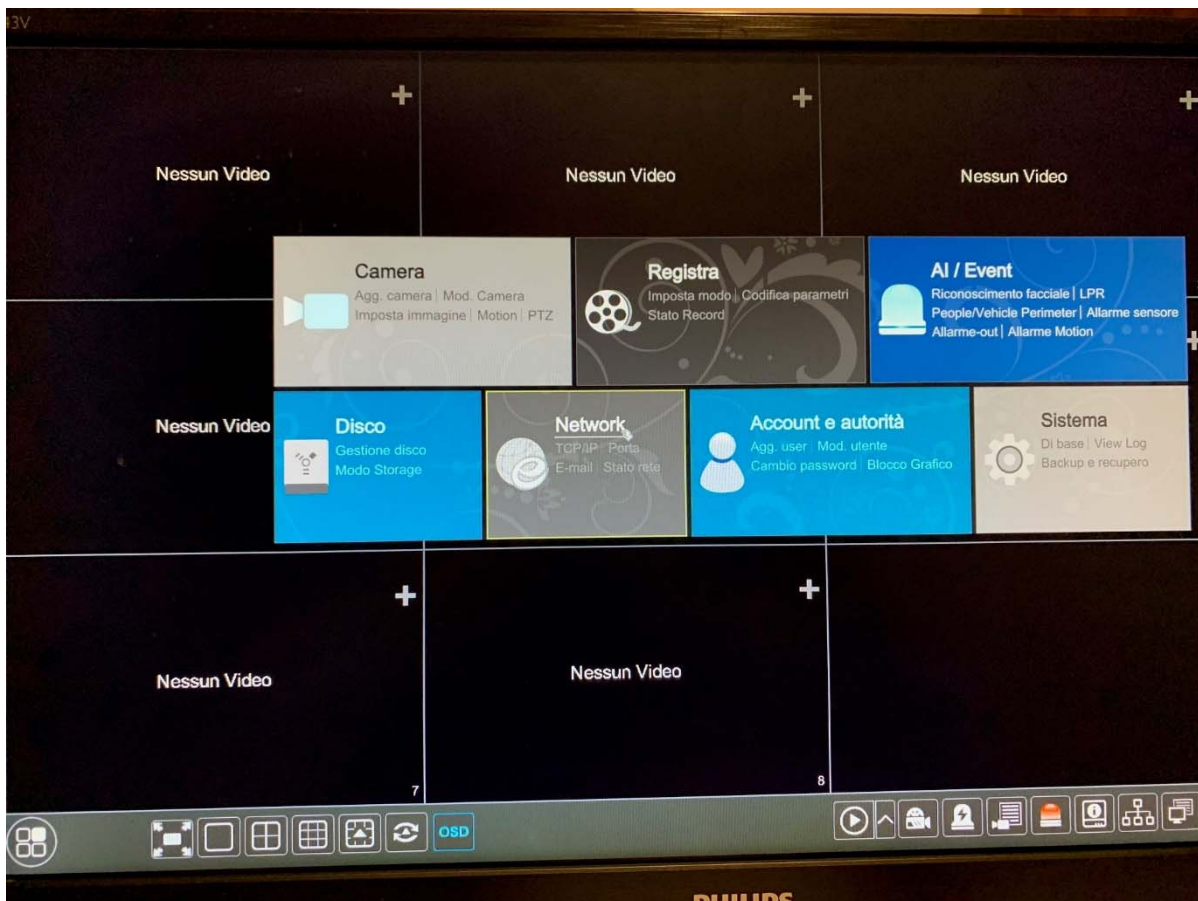 43V
Nessun Video
Nessun Video
Nessun Video
Camera
Agg. camera | Mod. Camera
Imposta immagine | Motion | PTZ
Registra
Imposta modo | Codifica parametri
Stato Record
AI / Event
Riconoscimento facciale | LPR
People/Vehicle Perimeter | Allarme sensore
Allarme-out | Allarme Motion
Nessun Video
Disco
Gestione disco
Modo Storage
Network
TCP/IP | Porta
E-mail | Stato rete
Account e autorità
Agg. user | Mod. utente
Cambio password | Blocco Grafico
Sistema
Di base | View Log
Backup e recupero
Nessun Video
Nessun Video
7
8
OSD
PHILIPS